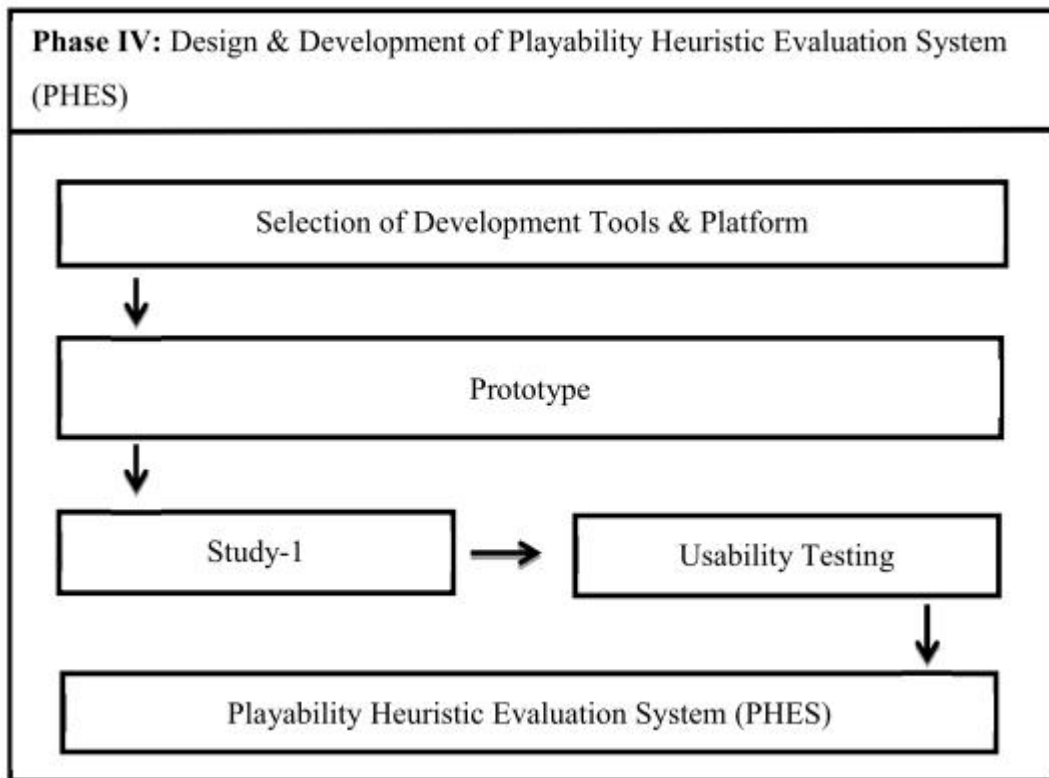 Phase IV: Design & Development of Playability Heuristic Evaluation System
(PHES)
Selection of Development Tools & Platform
Prototype
Study-1
Usability Testing
Playability Heuristic Evaluation System (PHES)